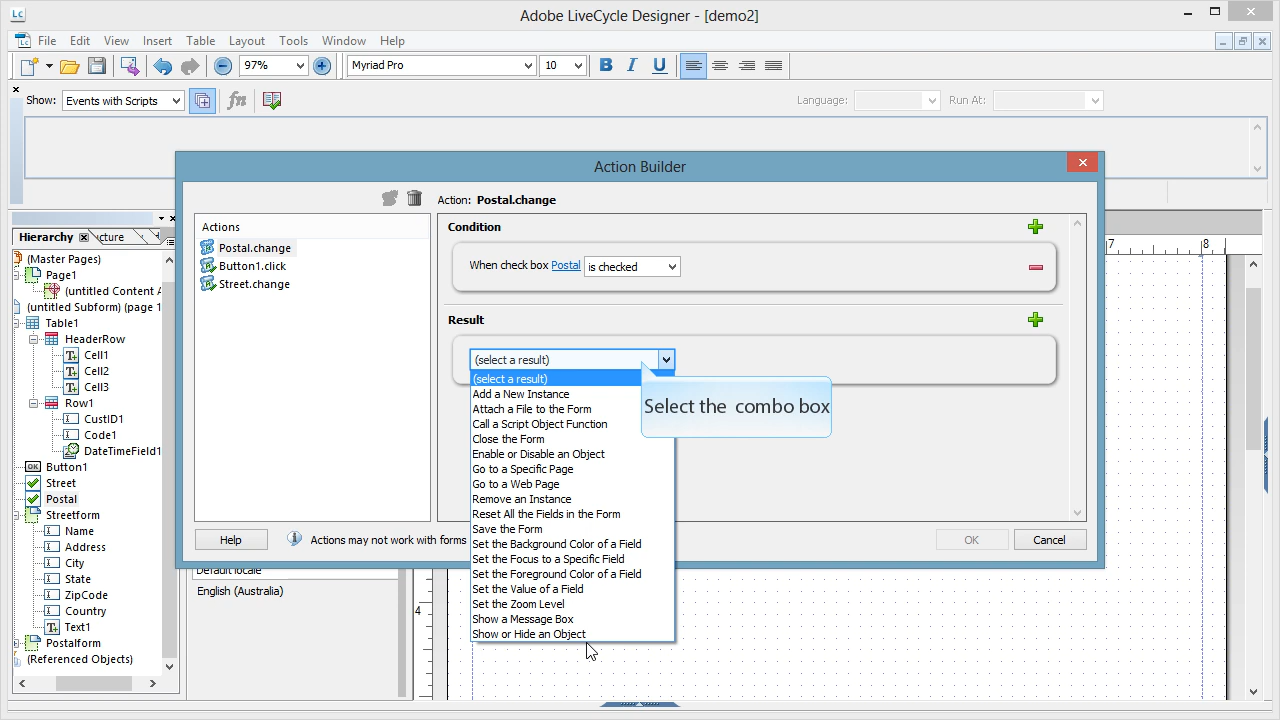 Lc
Adobe LiveCycle Designer - [demo2]
File Edit View Insert Table Layout Tools Window Help
97% Myriad Pro 10 B I U
Show: Events with Scripts fn Language: Run At:
Action Builder
Action: Postal.change
Actions
Postal.change
Button1.click
Street.change
Condition
When check box Postal is checked
Result
(select a result)
(select a result)
Add a New Instance
Attach a File to the Form
Call a Script Object Function
Close the Form
Enable or Disable an Object
Go to a Specific Page
Go to a Web Page
Remove an Instance
Reset All the Fields in the Form
Save the Form
Set the Background Color of a Field
Set the Focus to a Specific Field
Set the Foreground Color of a Field
Set the Value of a Field
Set the Zoom Level
Show a Message Box
Show or Hide an Object
Select the combo box
Help
Actions may not work with forms
OK Cancel
Hierarchy cture
(Master Pages)
Page1
(untitled Content A
(untitled Subform) (page 1
Table1
HeaderRow
Cell1
Cell2
Cell3
Row1
CustID1
Code1
DateTimeField1
OK Button1
Street
Postal
Streetform
Name
Address
City
State
ZipCode
Country
Text1
Postalform
(Referenced Objects)
Default locale
English (Australia)
7 8
4